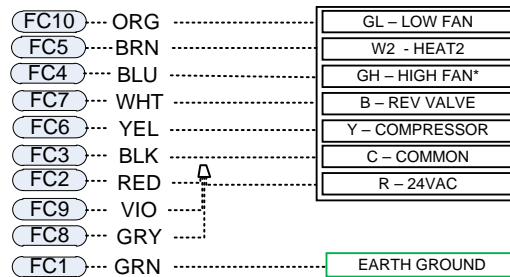 FC10 ORG GL – LOW FAN
FC5 BRN W2 - HEAT2
FC4 BLU GH – HIGH FAN*
FC7 WHT B – REV VALVE
FC6 YEL Y – COMPRESSOR
FC3 BLK C – COMMON
FC2 RED R – 24VAC
FC9 VIO
FC8 GRY
FC1 GRN EARTH GROUND